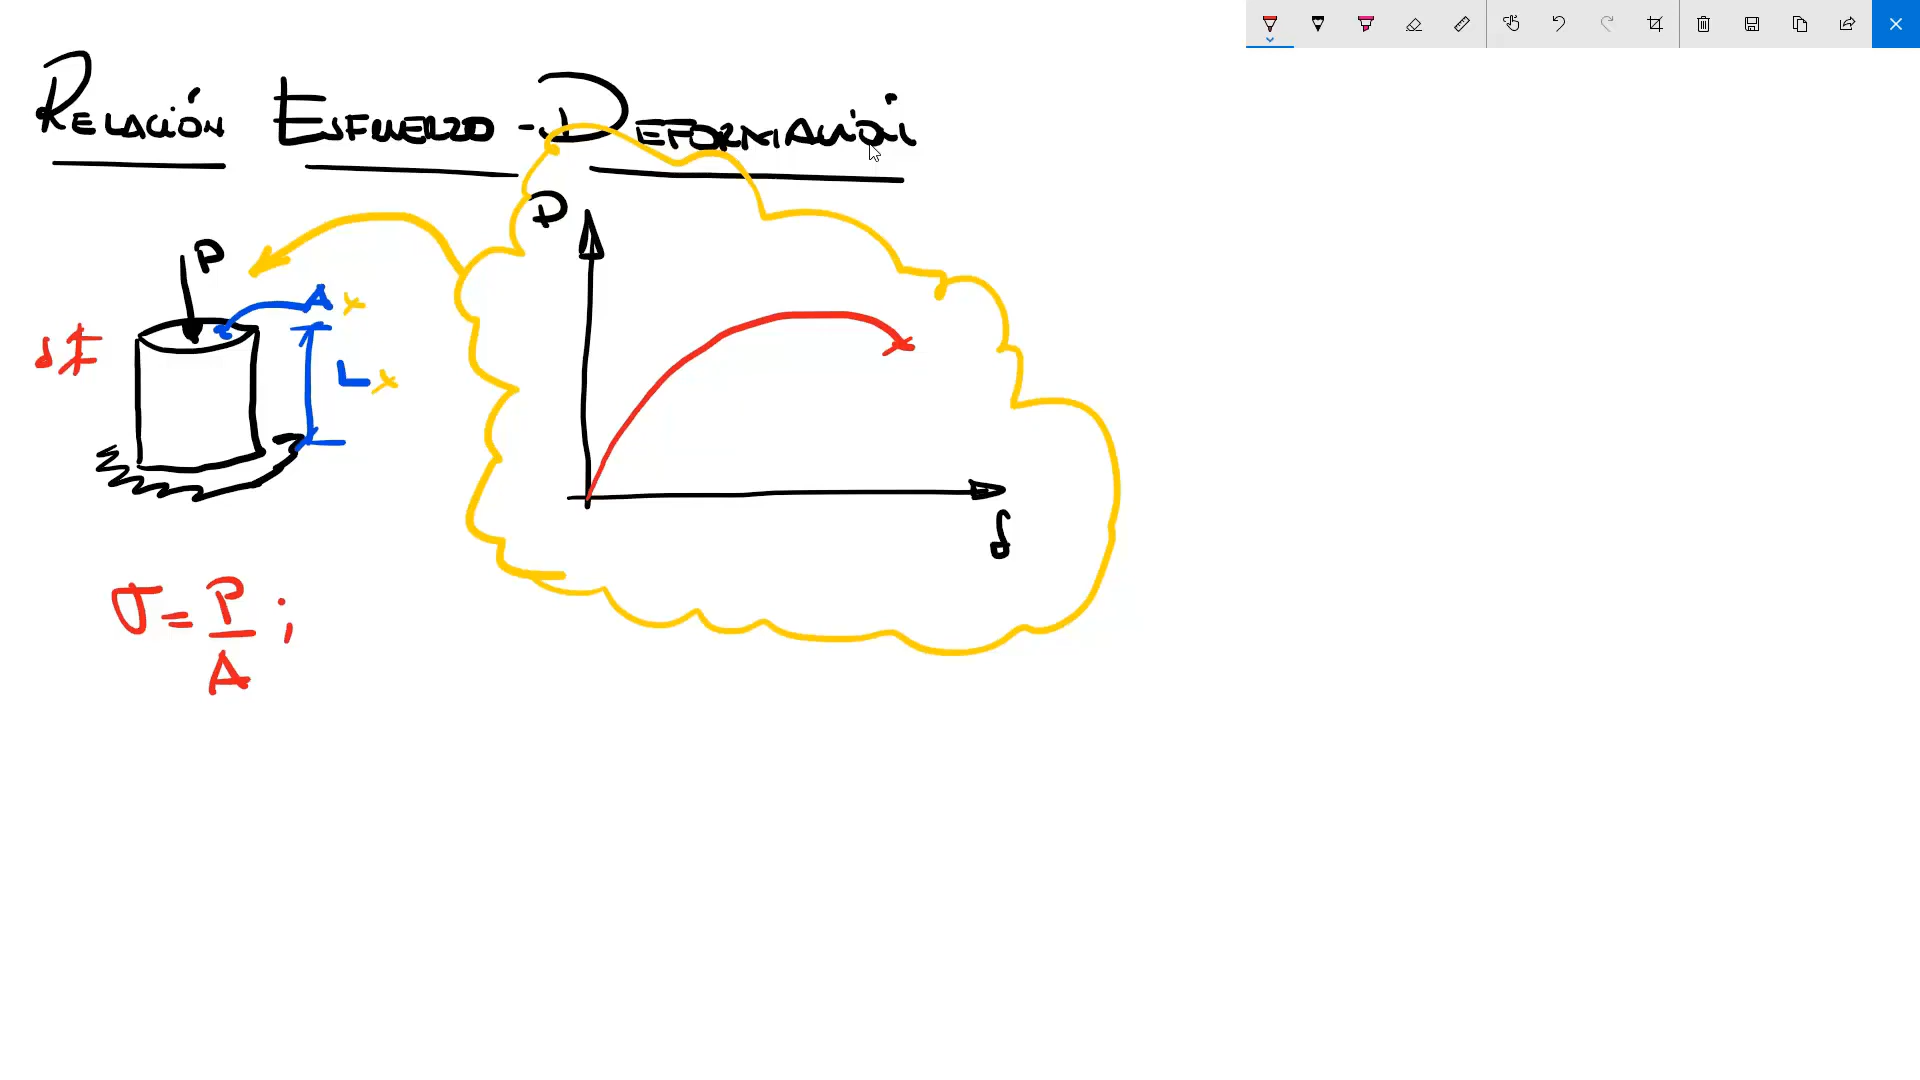 RELACIÓN ESFUERZO - DEFORMACIÓN
P
P
A x
δ
L x
δ
σ = P / A ;